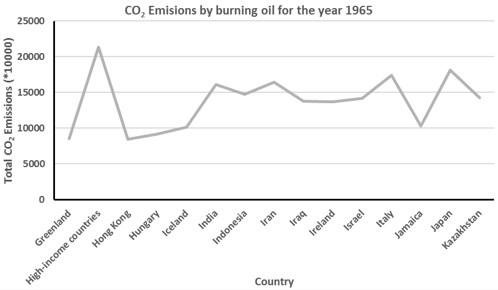 CO2 Emisions by burning oil for the year 1965
Total CO2 Emissions (*10000)
25000
20000
15000
10000
5000
0
Greenland
High-income countries
Hong Kong
Hungary
Iceland
India
Indonesia
Iran
Iraq
Ireland
Israel
Italy
Jamaica
Japan
Kazakhstan
Country